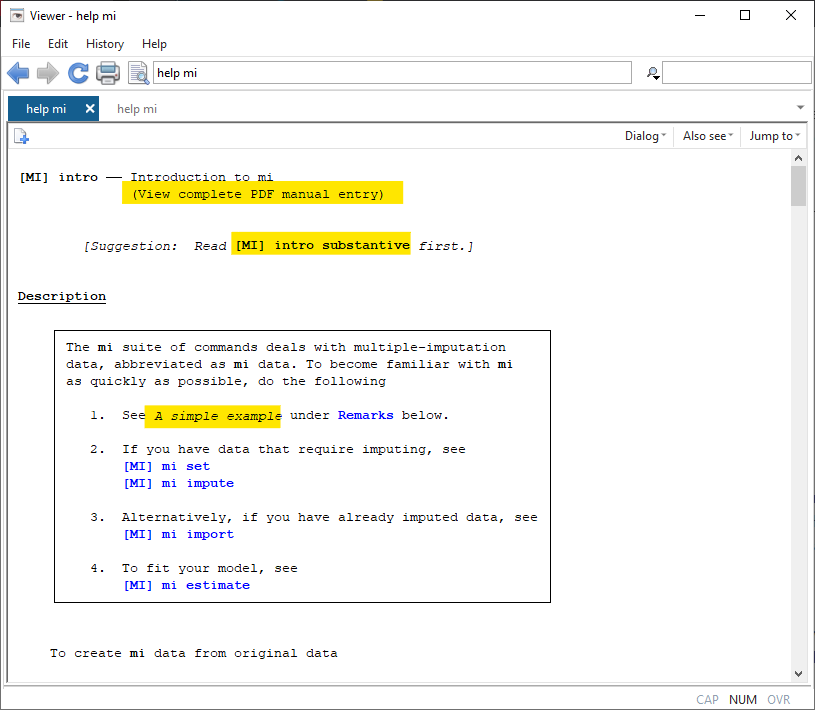 Viewer - help mi
File Edit History Help
help mi
help mi help mi
Dialog Also see Jump to
[MI] intro —— Introduction to mi
(View complete PDF manual entry)
[Suggestion: Read [MI] intro substantive first.]
Description
The mi suite of commands deals with multiple-imputation
data, abbreviated as mi data. To become familiar with mi
as quickly as possible, do the following
1. See A simple example under Remarks below.
2. If you have data that require imputing, see
[MI] mi set
[MI] mi impute
3. Alternatively, if you have already imputed data, see
[MI] mi import
4. To fit your model, see
[MI] mi estimate
To create mi data from original data
CAP NUM OVR